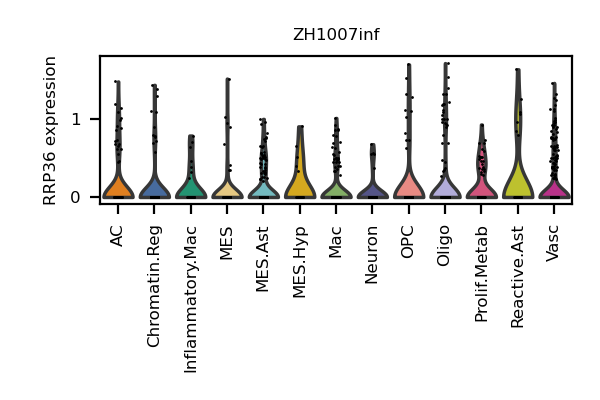 ZH1007inf
RRP36 expression
1
0
AC
Chromatin.Reg
Inflammatory.Mac
MES
MES.Ast
MES.Hyp
Mac
Neuron
OPC
Oligo
Prolif.Metab
Reactive.Ast
Vasc